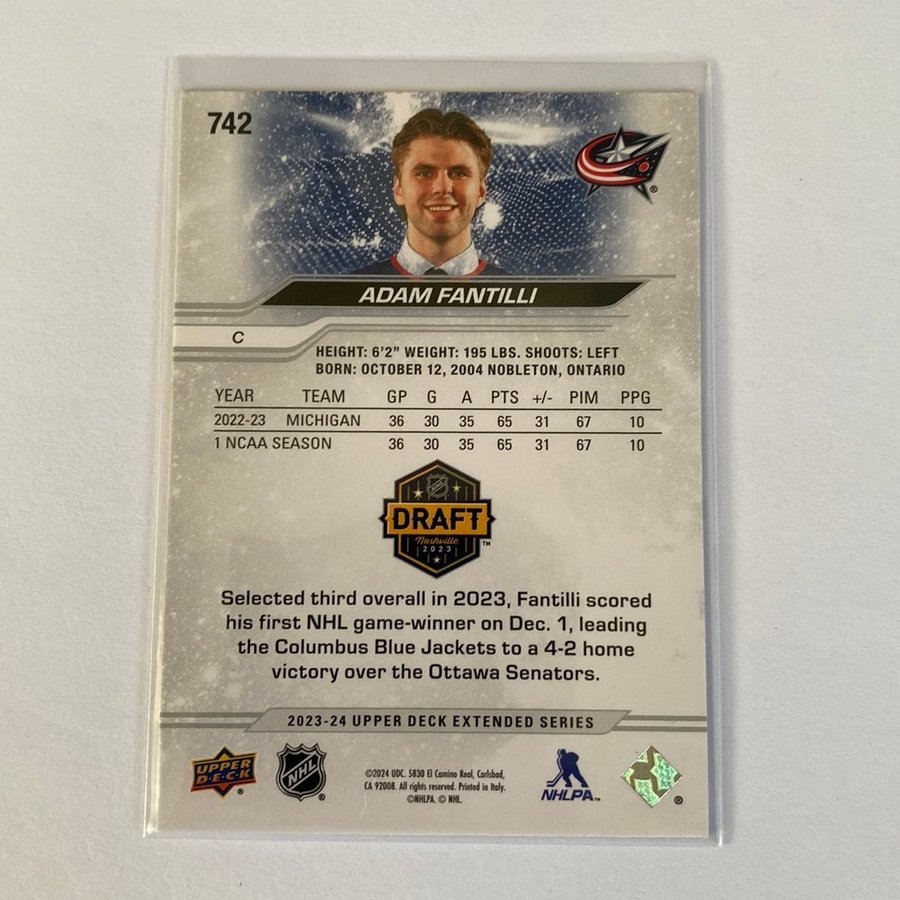 742
ADAM FANTILLI
C
HEIGHT: 6'2" WEIGHT: 195 LBS. SHOOTS: LEFT
BORN: OCTOBER 12, 2004 NOBLETON, ONTARIO
YEAR TEAM GP G A PTS +/- PIM PPG
2022-23 MICHIGAN 36 30 35 65 31 67 10
1 NCAA SEASON 36 30 35 65 31 67 10
NHL
DRAFT
Nashville
2023
™
Selected third overall in 2023, Fantilli scored
his first NHL game-winner on Dec. 1, leading
the Columbus Blue Jackets to a 4-2 home
victory over the Ottawa Senators.
2023-24 UPPER DECK EXTENDED SERIES
UPPER
DECK
NHL
©2024 UDC. 5830 El Camino Real, Carlsbad,
CA 92008. All rights reserved. Printed in Italy.
©NHLPA. © NHL.
NHLPA™